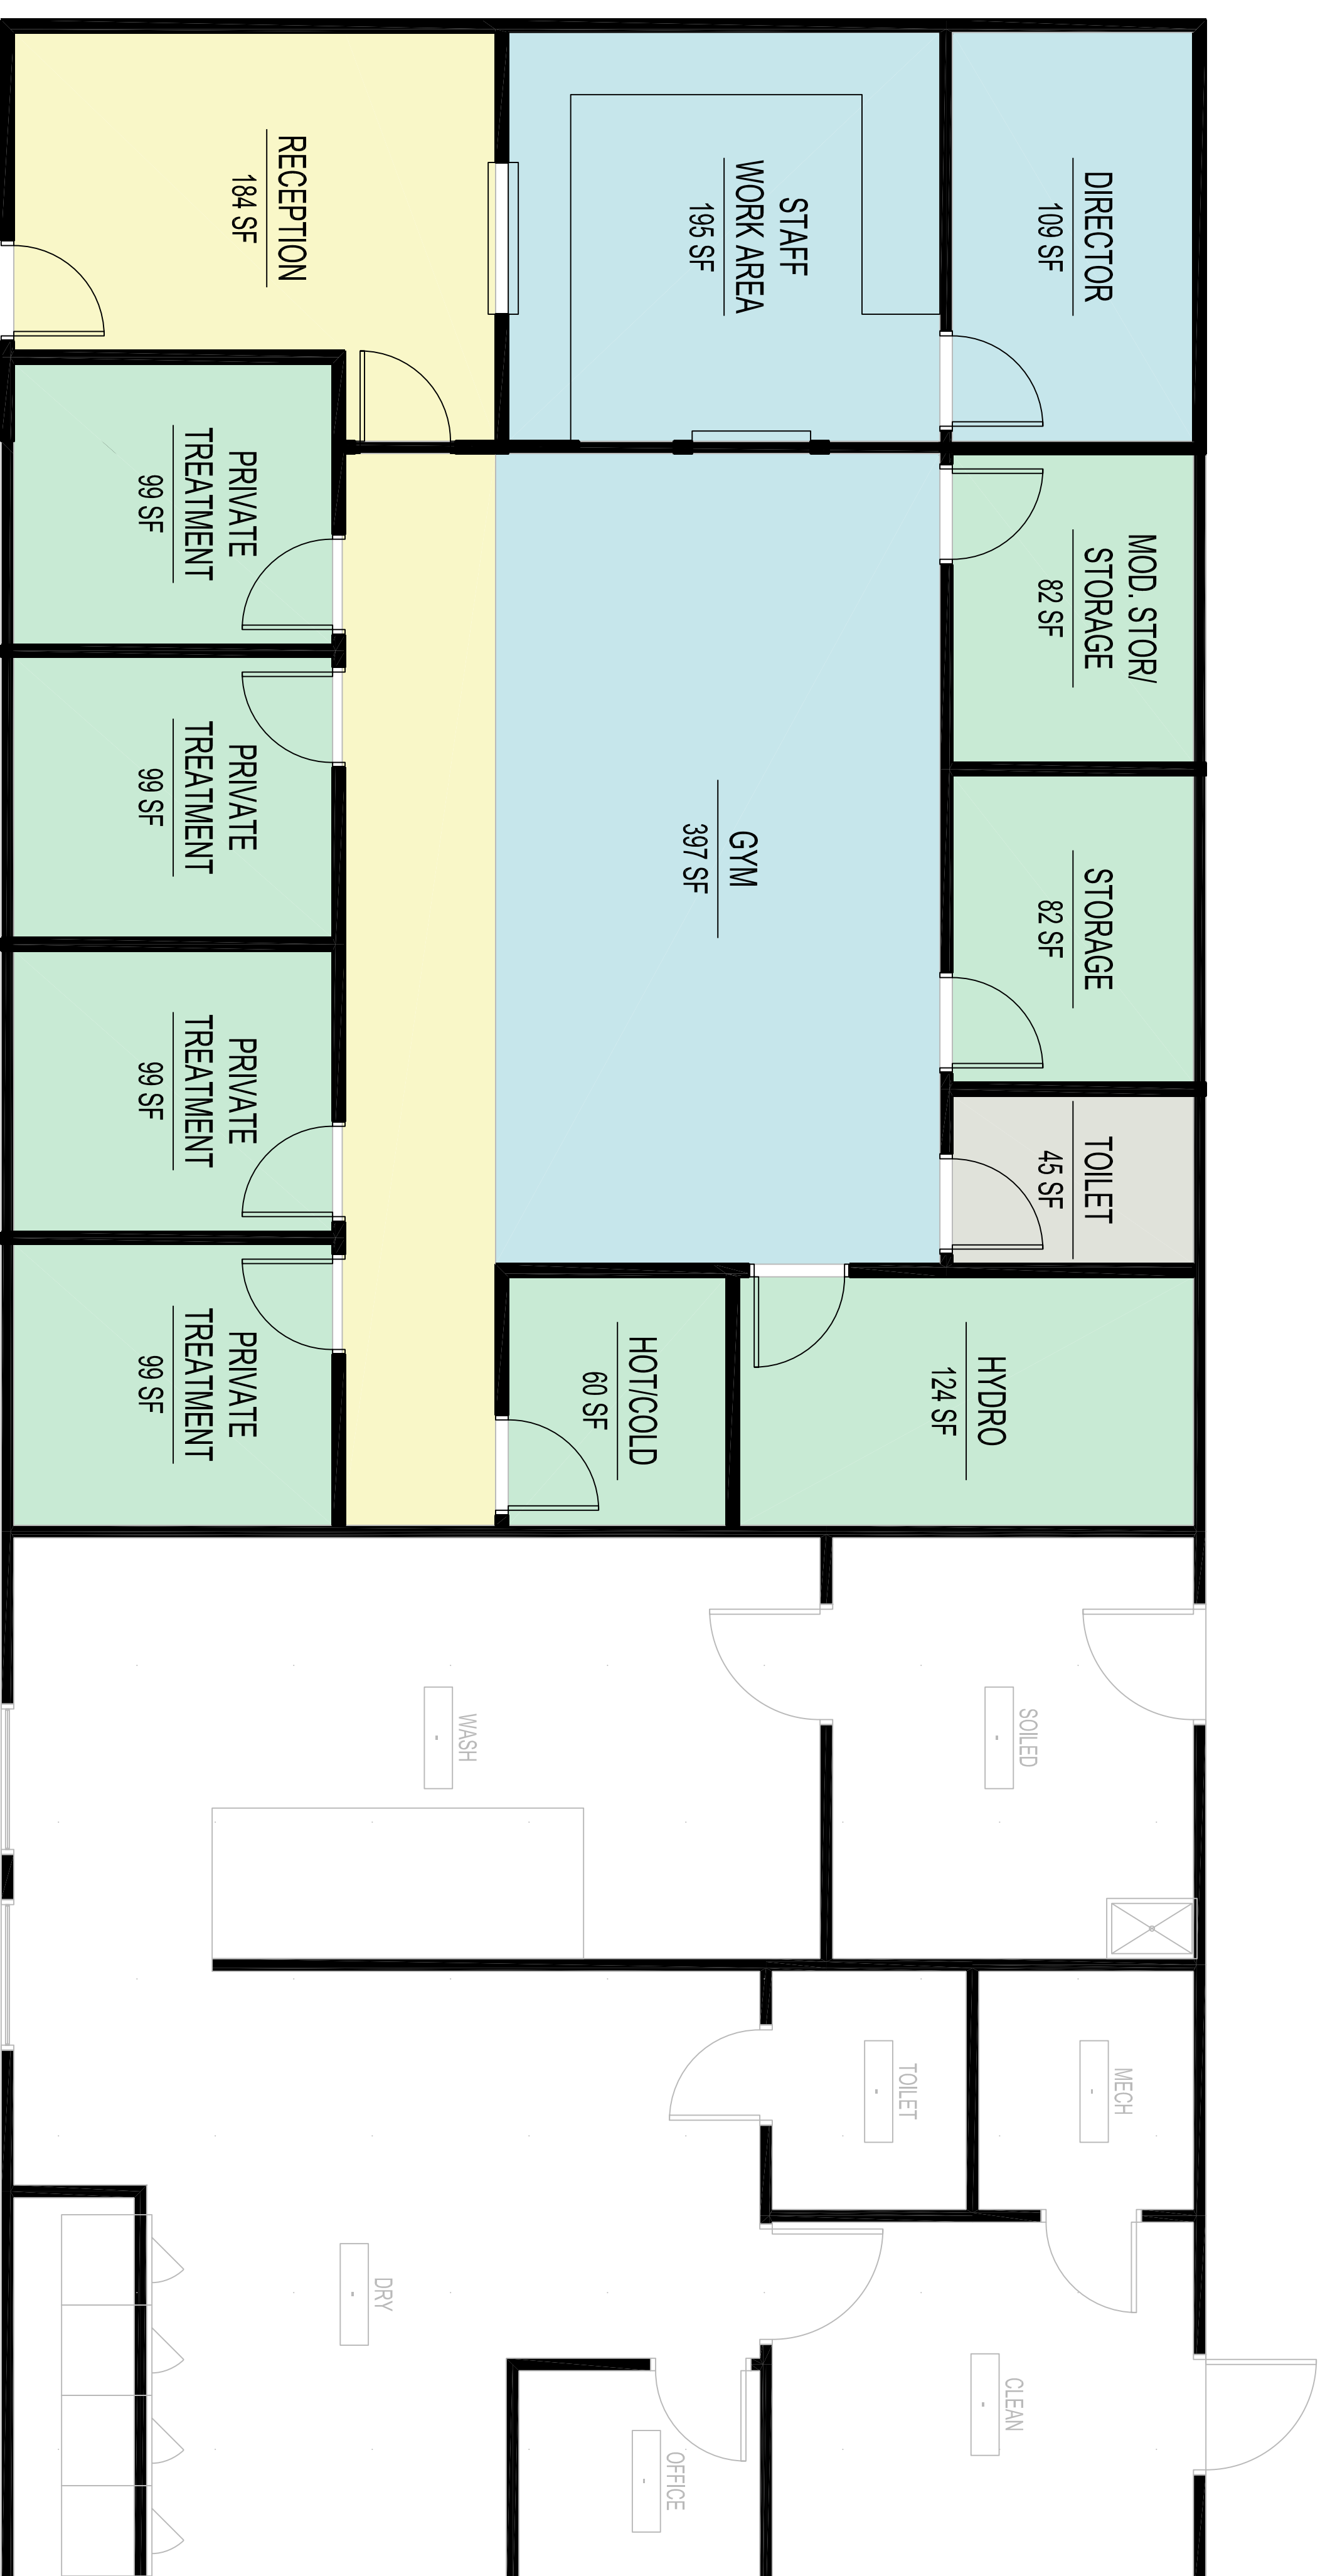 DIRECTOR
109 SF
STAFF
WORK AREA
195 SF
RECEPTION
184 SF
MOD. STOR/
STORAGE
82 SF
STORAGE
82 SF
TOILET
45 SF
GYM
397 SF
PRIVATE
TREATMENT
99 SF
PRIVATE
TREATMENT
99 SF
PRIVATE
TREATMENT
99 SF
PRIVATE
TREATMENT
99 SF
HYDRO
124 SF
HOT/COLD
60 SF
SOILED
-
WASH
-
MECH
-
TOILET
-
CLEAN
-
DRY
-
OFFICE
-